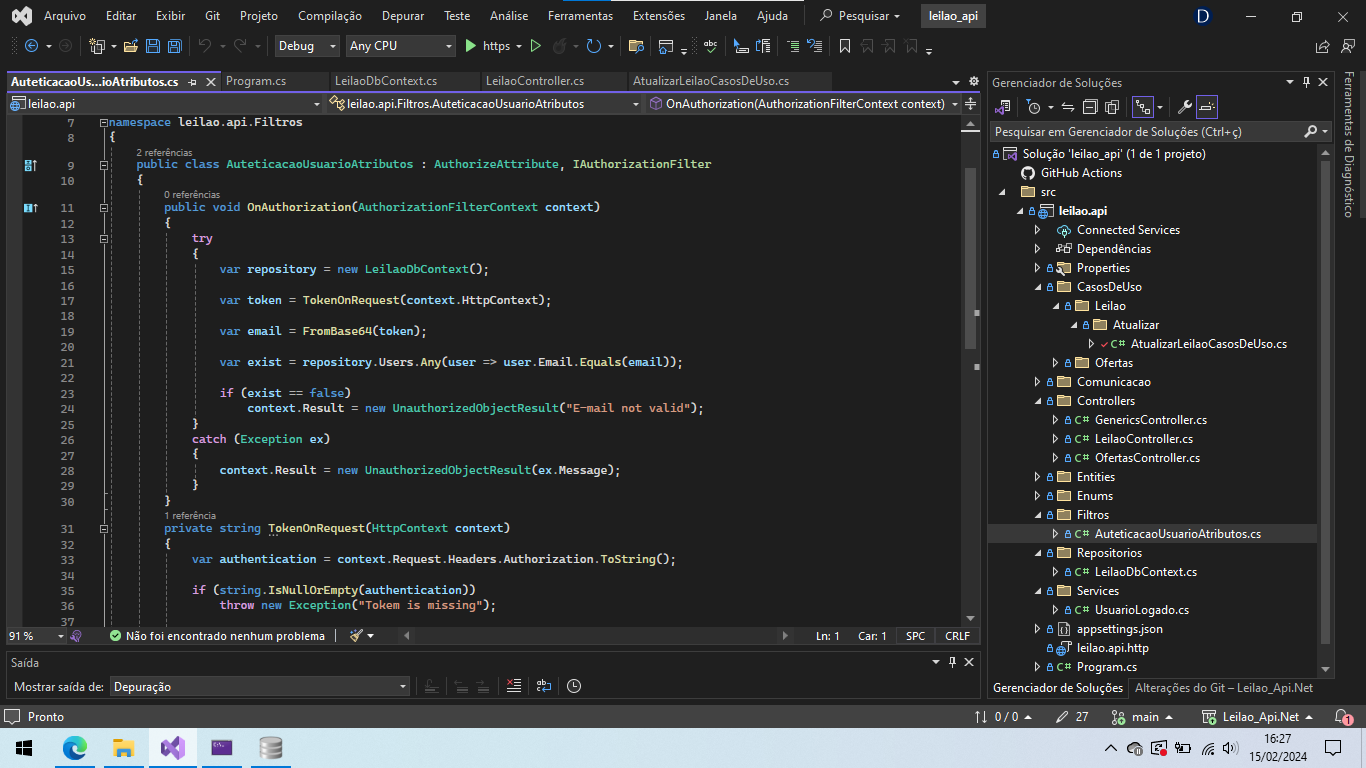 Arquivo Editar Exibir Git Projeto Compilação Depurar Teste Análise Ferramentas Extensões Janela Ajuda Pesquisar leilao_api D
Debug Any CPU https
AuteticacaoUs...ioAtributos.cs Program.cs LeilaoDbContext.cs LeilaoController.cs AtualizarLeilaoCasosDeUso.cs
leilao.api leilao.api.Filtros.AuteticacaoUsuarioAtributos OnAuthorization(AuthorizationFilterContext context)
7 namespace leilao.api.Filtros
8 {
2 referências
9 public class AuteticacaoUsuarioAtributos : AuthorizeAttribute, IAuthorizationFilter
10 {
0 referências
11 public void OnAuthorization(AuthorizationFilterContext context)
12 {
13 try
14 {
15 var repository = new LeilaoDbContext();
16
17 var token = TokenOnRequest(context.HttpContext);
18
19 var email = FromBase64(token);
20
21 var exist = repository.Users.Any(user => user.Email.Equals(email));
22
23 if (exist == false)
24 context.Result = new UnauthorizedObjectResult("E-mail not valid");
25 }
26 catch (Exception ex)
27 {
28 context.Result = new UnauthorizedObjectResult(ex.Message);
29 }
30 }
1 referência
31 private string TokenOnRequest(HttpContext context)
32 {
33 var authentication = context.Request.Headers.Authorization.ToString();
34
35 if (string.IsNullOrEmpty(authentication))
36 throw new Exception("Tokem is missing");
37
91 % Não foi encontrado nenhum problema Ln: 1 Car: 1 SPC CRLF
Saída
Mostrar saída de: Depuração
Gerenciador de Soluções
Pesquisar em Gerenciador de Soluções (Ctrl+ç)
Solução 'leilao_api' (1 de 1 projeto)
GitHub Actions
src
leilao.api
Connected Services
Dependências
Properties
CasosDeUso
Leilao
Atualizar
C# AtualizarLeilaoCasosDeUso.cs
Ofertas
Comunicacao
Controllers
C# GenericsController.cs
C# LeilaoController.cs
C# OfertasController.cs
Entities
Enums
Filtros
C# AuteticacaoUsuarioAtributos.cs
Repositorios
C# LeilaoDbContext.cs
Services
C# UsuarioLogado.cs
appsettings.json
leilao.api.http
C# Program.cs
Gerenciador de Soluções Alterações do Git – Leilao_Api.Net
Ferramentas de Diagnóstico
Pronto 0 / 0 27 main Leilao_Api.Net 1
16:27
15/02/2024